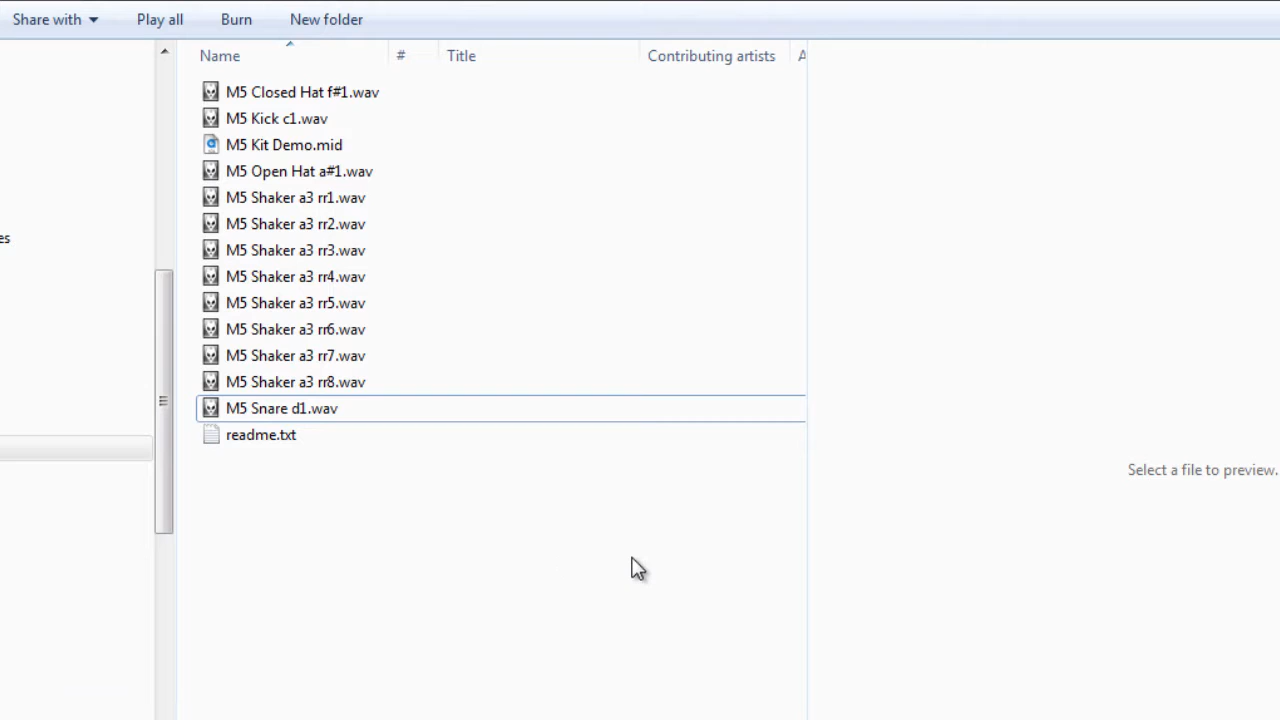 Share with Play all Burn New folder
Name # Title Contributing artists A
M5 Closed Hat f#1.wav
M5 Kick c1.wav
M5 Kit Demo.mid
M5 Open Hat a#1.wav
M5 Shaker a3 rr1.wav
M5 Shaker a3 rr2.wav
es
M5 Shaker a3 rr3.wav
M5 Shaker a3 rr4.wav
M5 Shaker a3 rr5.wav
M5 Shaker a3 rr6.wav
M5 Shaker a3 rr7.wav
M5 Shaker a3 rr8.wav
M5 Snare d1.wav
readme.txt
Select a file to preview.